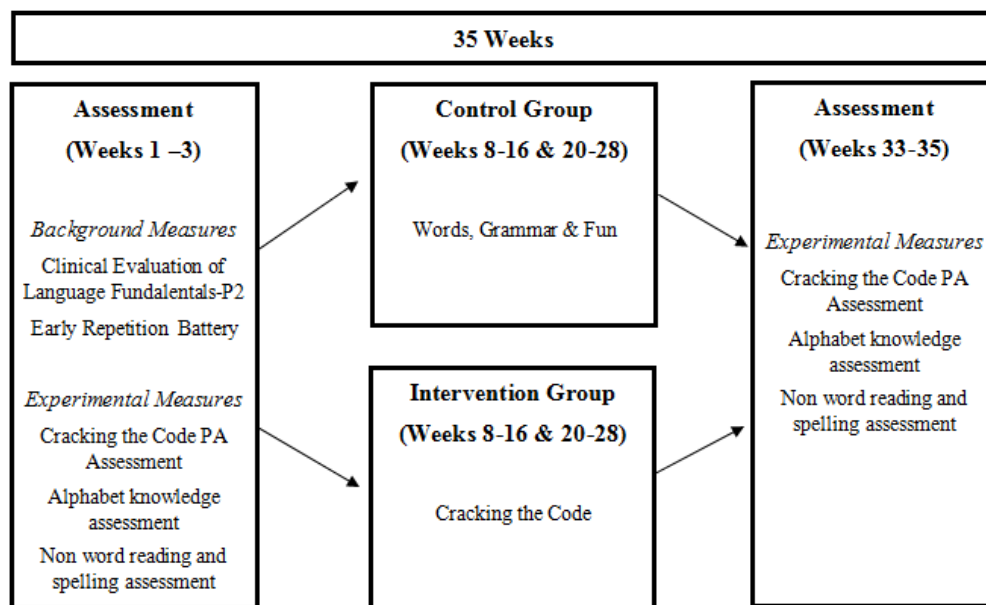 35 Weeks
Assessment
(Weeks 1 –3)
Background Measures
Clinical Evaluation of
Language Fundalentals-P2
Early Repetition Battery
Experimental Measures
Cracking the Code PA
Assessment
Alphabet knowledge
assessment
Non word reading and
spelling assessment
Control Group
(Weeks 8-16 & 20-28)
Words, Grammar & Fun
Intervention Group
(Weeks 8-16 & 20-28)
Cracking the Code
Assessment
(Weeks 33-35)
Experimental Measures
Cracking the Code PA
Assessment
Alphabet knowledge
assessment
Non word reading and
spelling assessment